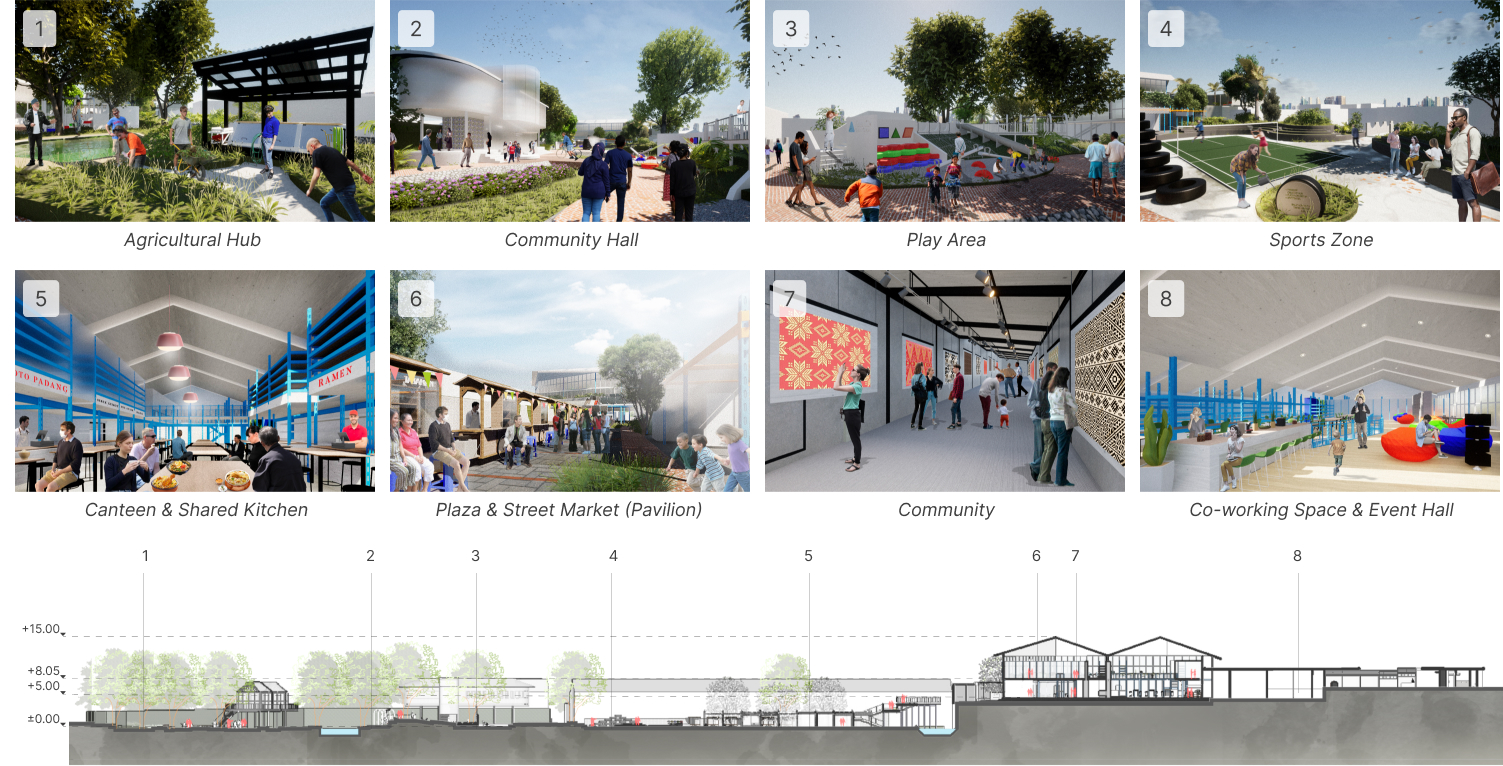 1
2
3
4
Agricultural Hub
Community Hall
Play Area
Sports Zone
5
6
7
8
OTO PADANG
RAMEN
Canteen & Shared Kitchen
Plaza & Street Market (Pavilion)
Community
Co-working Space & Event Hall
1
2
3
4
5
6
7
8
+15.00
+8.05
+5.00
±0.00